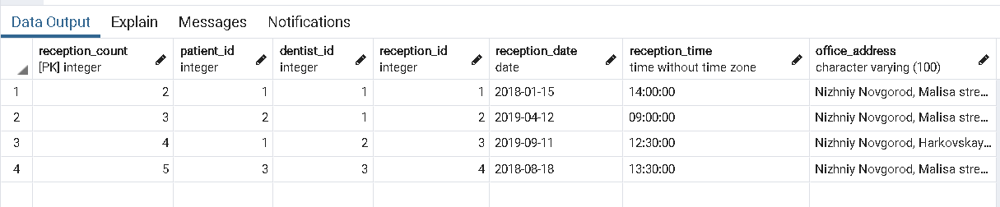 Data Output Explain Messages Notifications
reception_count patient_id dentist_id reception_id reception_date reception_time office_address
[PK] integer integer integer integer date time without time zone character varying (100)
1 2 1 1 1 2018-01-15 14:00:00 Nizhniy Novgorod, Malisa stre...
2 3 2 1 2 2019-04-12 09:00:00 Nizhniy Novgorod, Malisa stre...
3 4 1 2 3 2019-09-11 12:30:00 Nizhniy Novgorod, Harkovskay...
4 5 3 3 4 2018-08-18 13:30:00 Nizhniy Novgorod, Malisa stre...